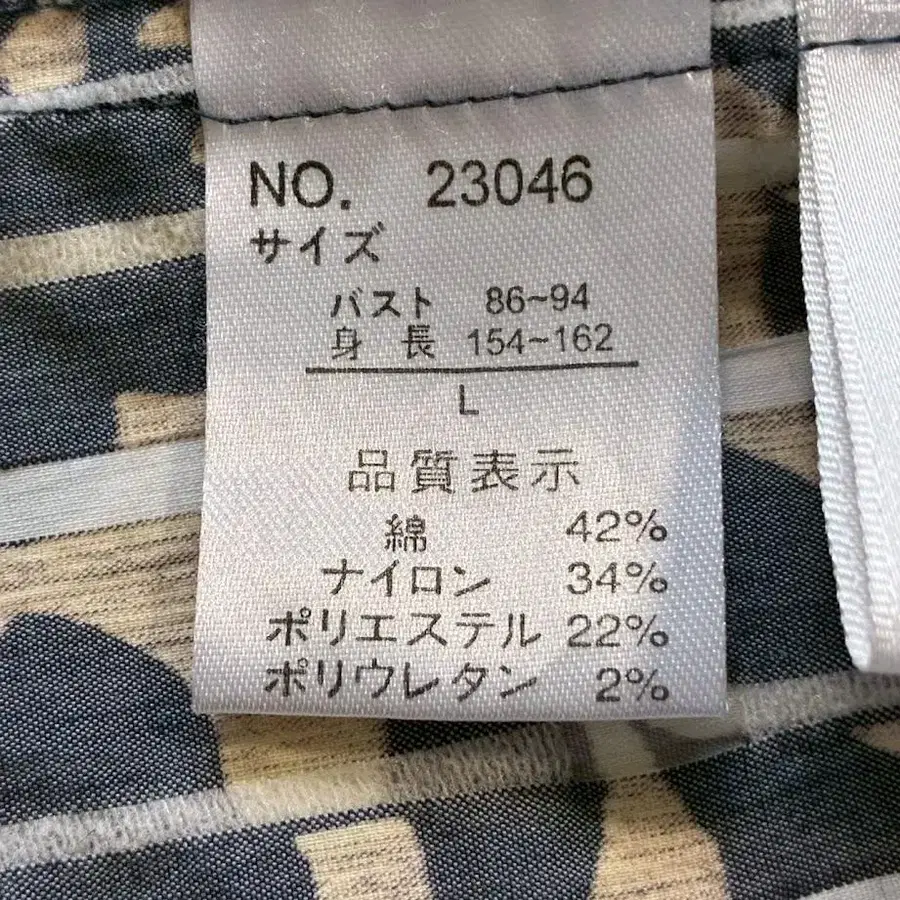 NO. 23046
サイズ
バスト 86~94
身長 154~162
L
品質表示
綿 42%
ナイロン 34%
ポリエステル 22%
ポリウレタン 2%